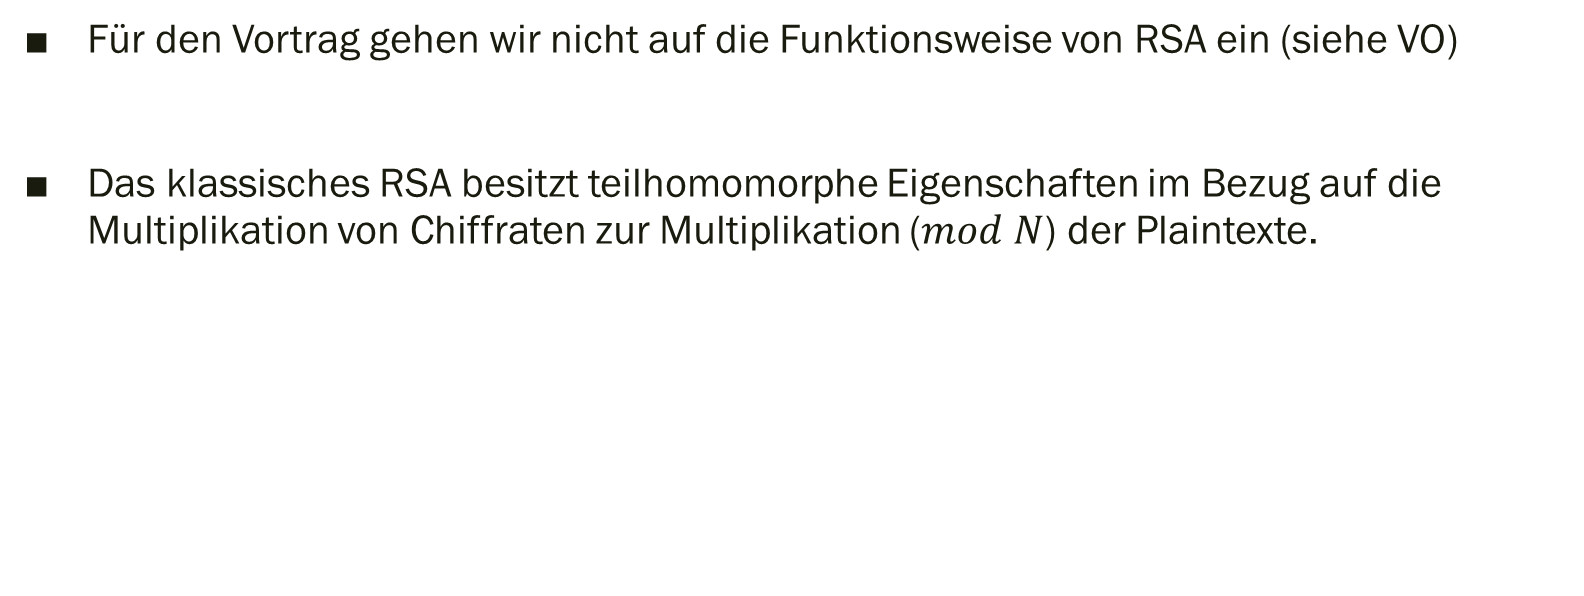 ▪ Für den Vortrag gehen wir nicht auf die Funktionsweise von RSA ein (siehe VO)
▪ Das klassisches RSA besitzt teilhomomorphe Eigenschaften im Bezug auf die
Multiplikation von Chiffraten zur Multiplikation (mod N) der Plaintexte.